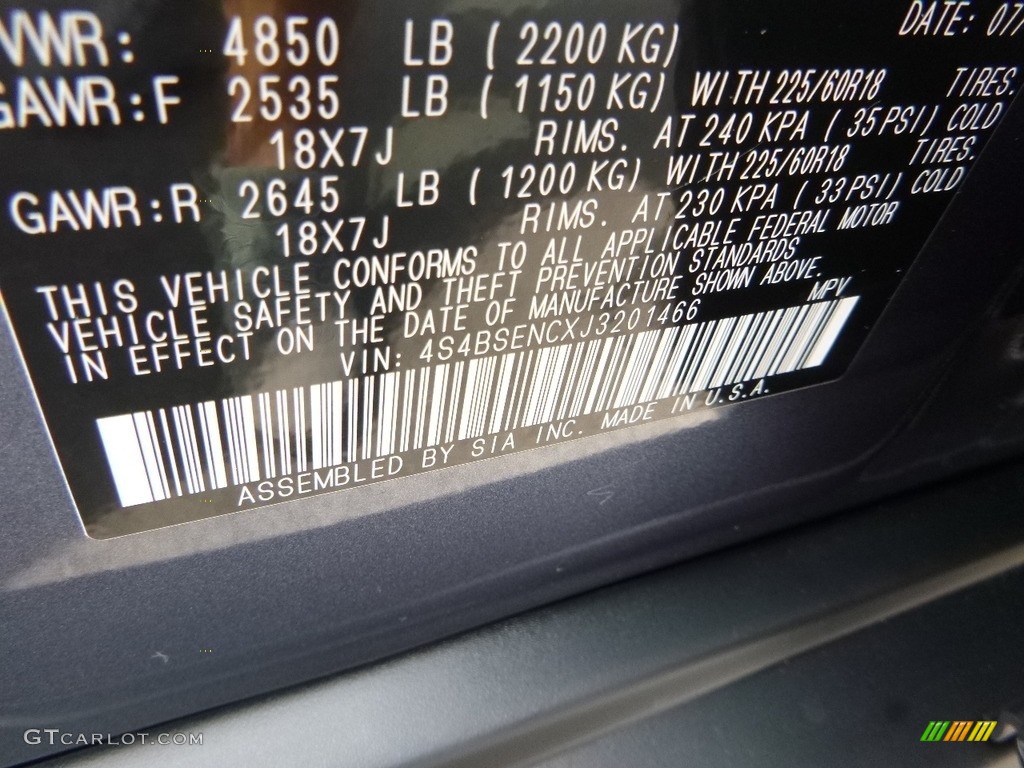 VWR: 4850 LB ( 2200 KG) DATE: 077
GAWR:F 2535 LB ( 1150 KG) WITH 225/60R18 TIRES.
18X7J RIMS. AT 240 KPA ( 35 PSI) COLD
GAWR:R 2645 LB ( 1200 KG) WITH 225/60R18 TIRES.
18X7J RIMS. AT 230 KPA ( 33 PSI) COLD
THIS VEHICLE CONFORMS TO ALL APPLICABLE FEDERAL MOTOR
VEHICLE SAFETY AND THEFT PREVENTION STANDARDS
IN EFFECT ON THE DATE OF MANUFACTURE SHOWN ABOVE.
VIN: 4S4BSENCXJ3201466 MPV
ASSEMBLED BY SIA INC. MADE IN U.S.A.
GTCARLOT.COM